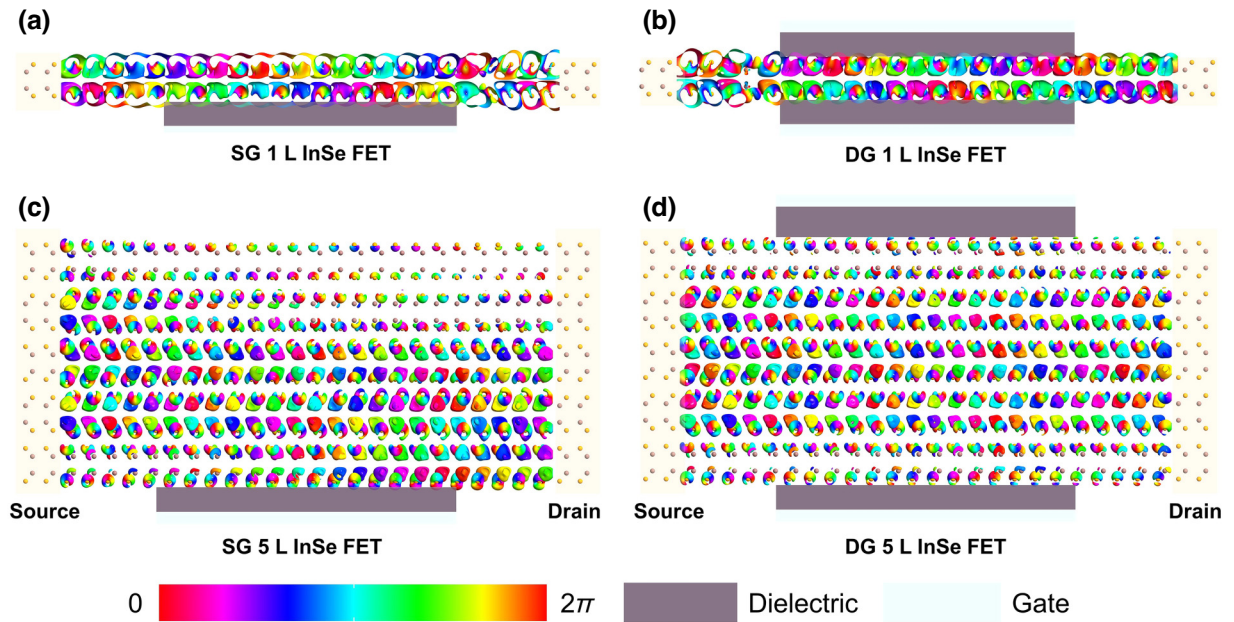 (a)
(b)
SG 1 L InSe FET
DG 1 L InSe FET
(c)
(d)
Source
Drain
Source
Drain
SG 5 L InSe FET
DG 5 L InSe FET
0
2π
Dielectric
Gate